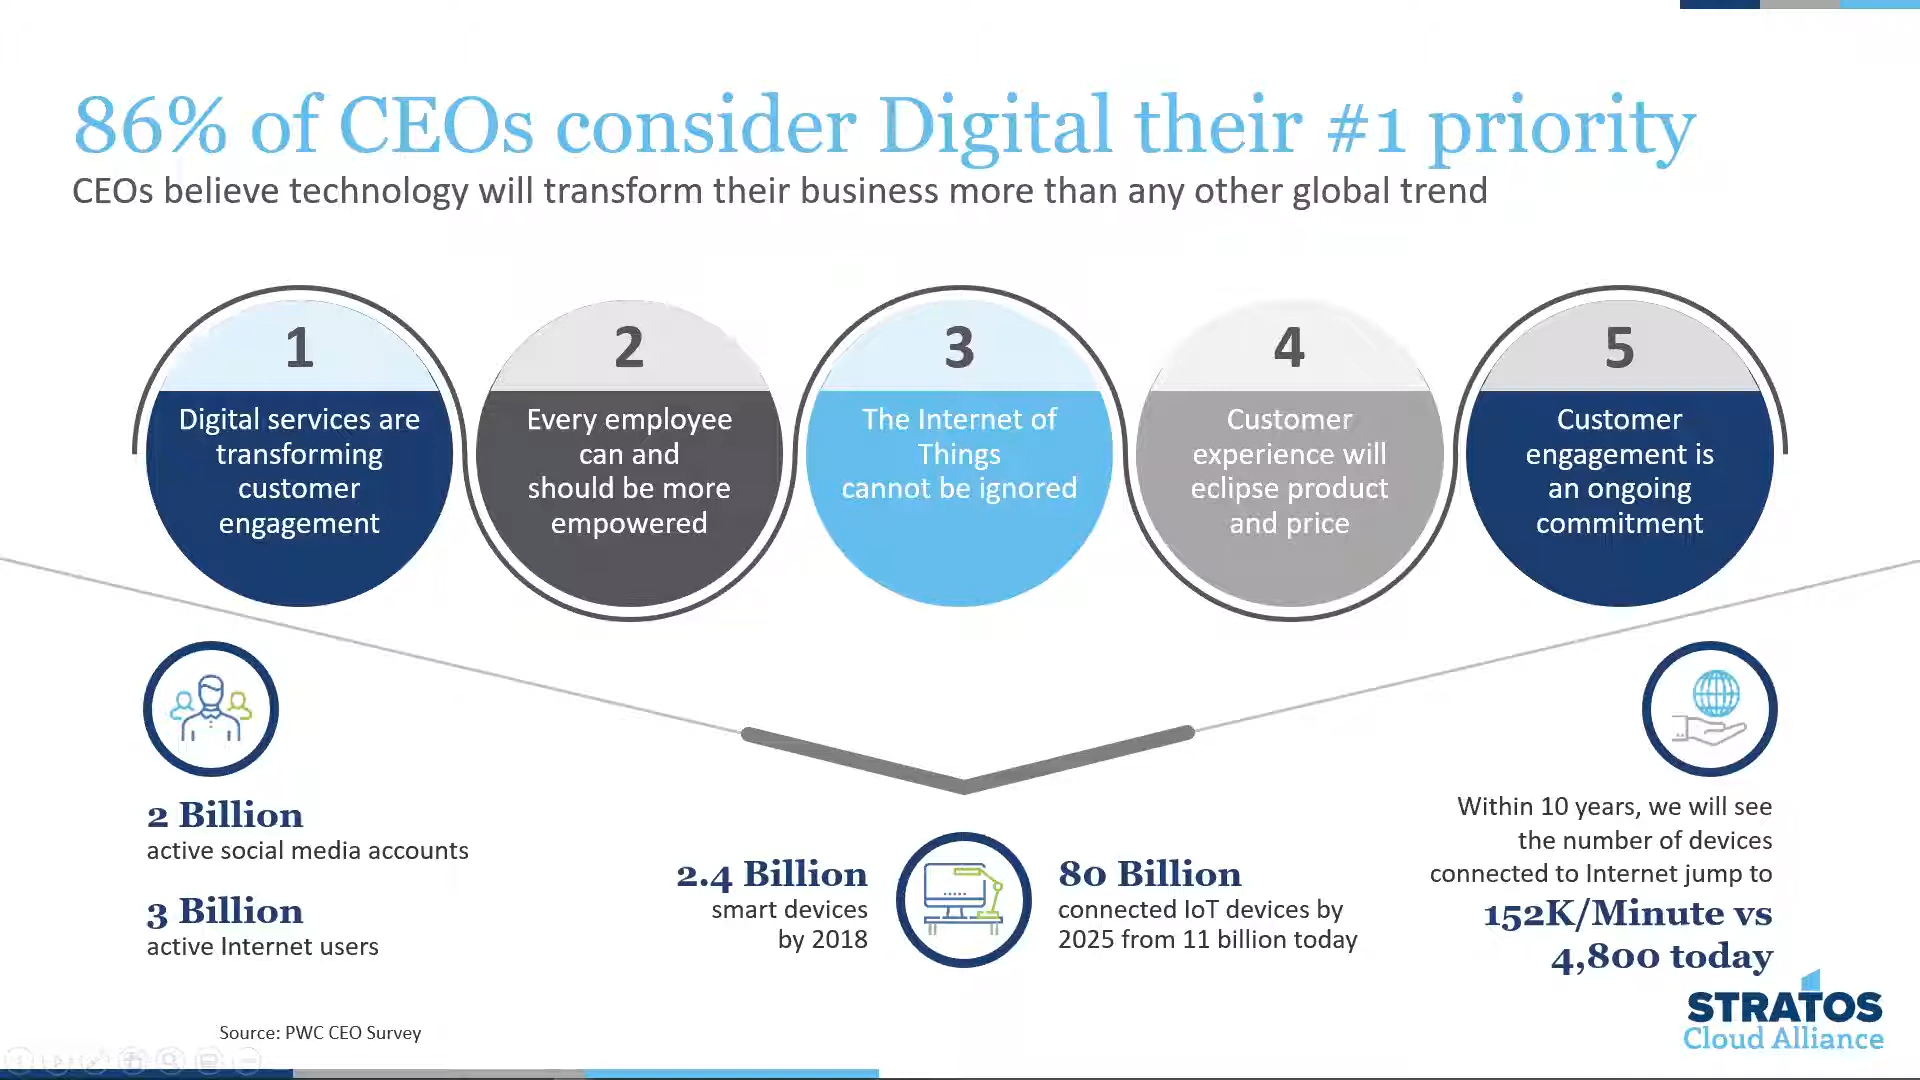 86% of CEOs consider Digital their #1 priority
CEOs believe technology will transform their business more than any other global trend
1
Digital services are
transforming
customer
engagement
2
Every employee
can and
should be more
empowered
3
The Internet of
Things
cannot be ignored
4
Customer
experience will
eclipse product
and price
5
Customer
engagement is
an ongoing
commitment
2 Billion
active social media accounts
3 Billion
active Internet users
2.4 Billion
smart devices
by 2018
80 Billion
connected IoT devices by
2025 from 11 billion today
Within 10 years, we will see
the number of devices
connected to Internet jump to
152K/Minute vs
4,800 today
Source: PWC CEO Survey
STRATOS
Cloud Alliance